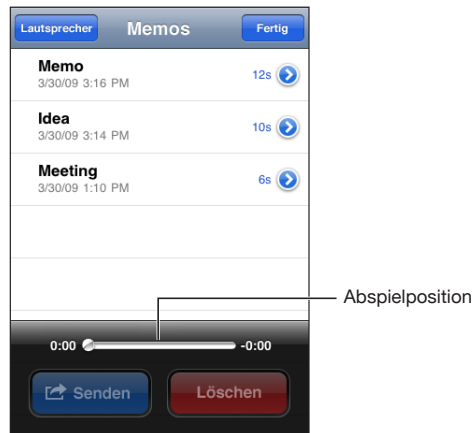 Lautsprecher Memos Fertig
Memo
3/30/09 3:16 PM
12s
Idea
3/30/09 3:14 PM
10s
Meeting
3/30/09 1:10 PM
6s
Abspielposition
0:00 -0:00
Senden Löschen